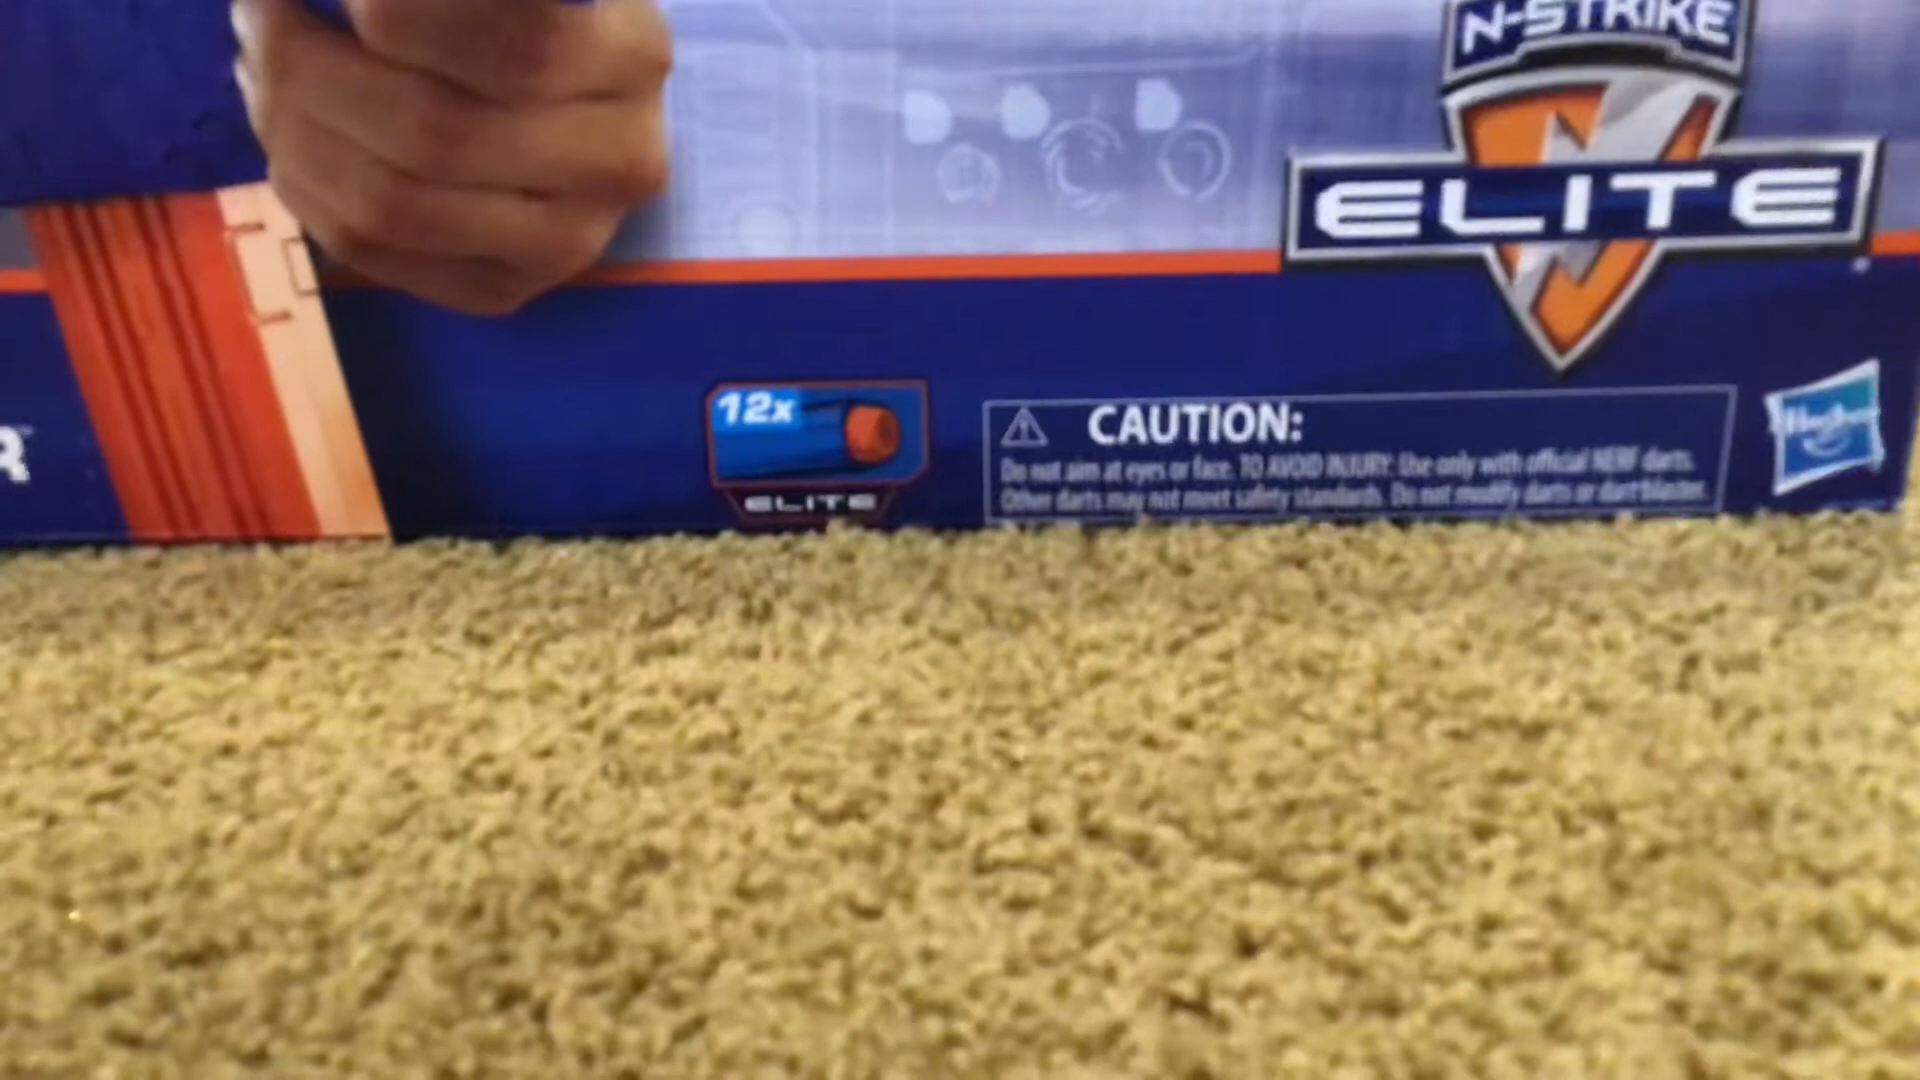 N-STRIKE
ELITE
R
12x
ELITE
CAUTION:
Do not aim at eyes or face. TO AVOID INJURY: Use only with official NERF darts.
Other darts may not meet safety standards. Do not modify darts or dart blaster.
Hasbro